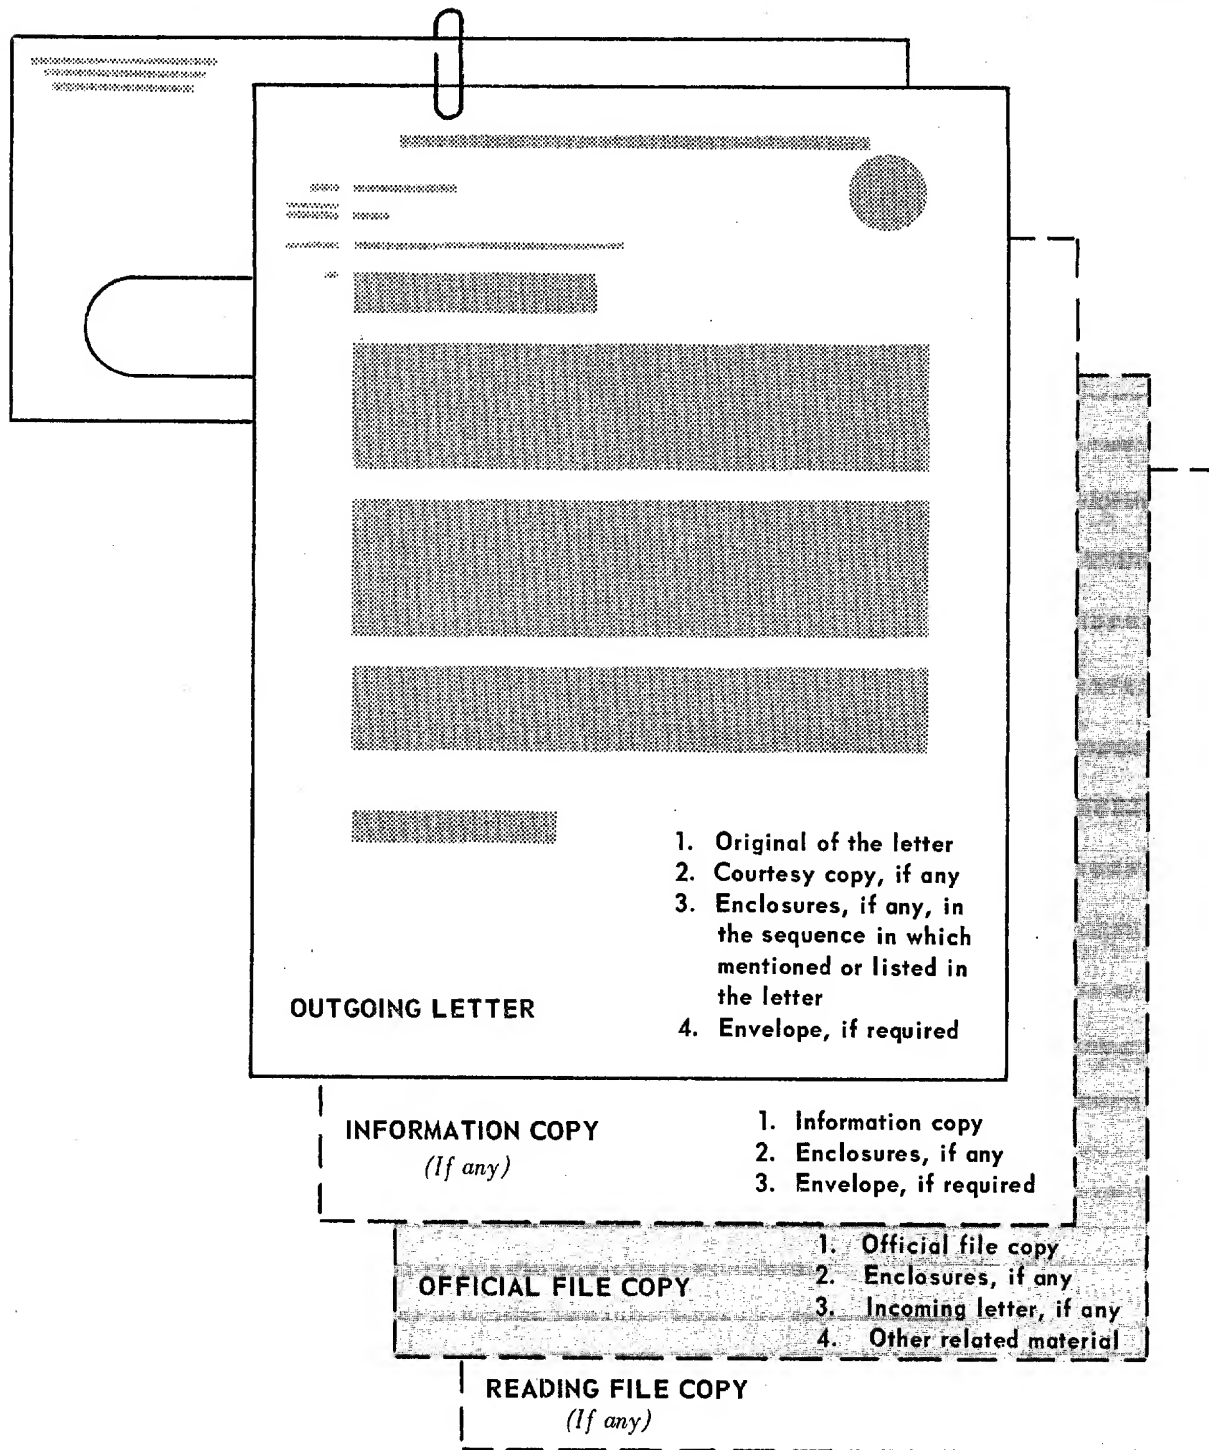 1. Original of the letter
2. Courtesy copy, if any
3. Enclosures, if any, in
the sequence in which
mentioned or listed in
the letter
4. Envelope, if required
OUTGOING LETTER
INFORMATION COPY
(If any)
1. Information copy
2. Enclosures, if any
3. Envelope, if required
OFFICIAL FILE COPY
1. Official file copy
2. Enclosures, if any
3. Incoming letter, if any
4. Other related material
READING FILE COPY
(If any)